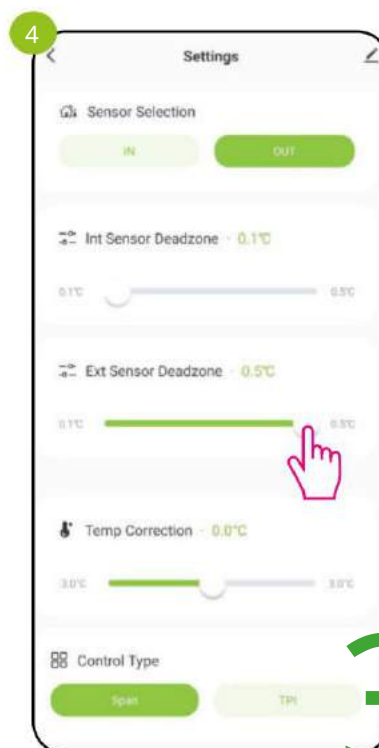 4
Settings
Sensor Selection
IN OUT
Int Sensor Deadzone · 0.1°C
0.1°C 0.5°C
Ext Sensor Deadzone · 0.5°C
0.1°C 0.5°C
Temp Correction · 0.0°C
3.0°C 3.0°C
Control Type
Span TPI